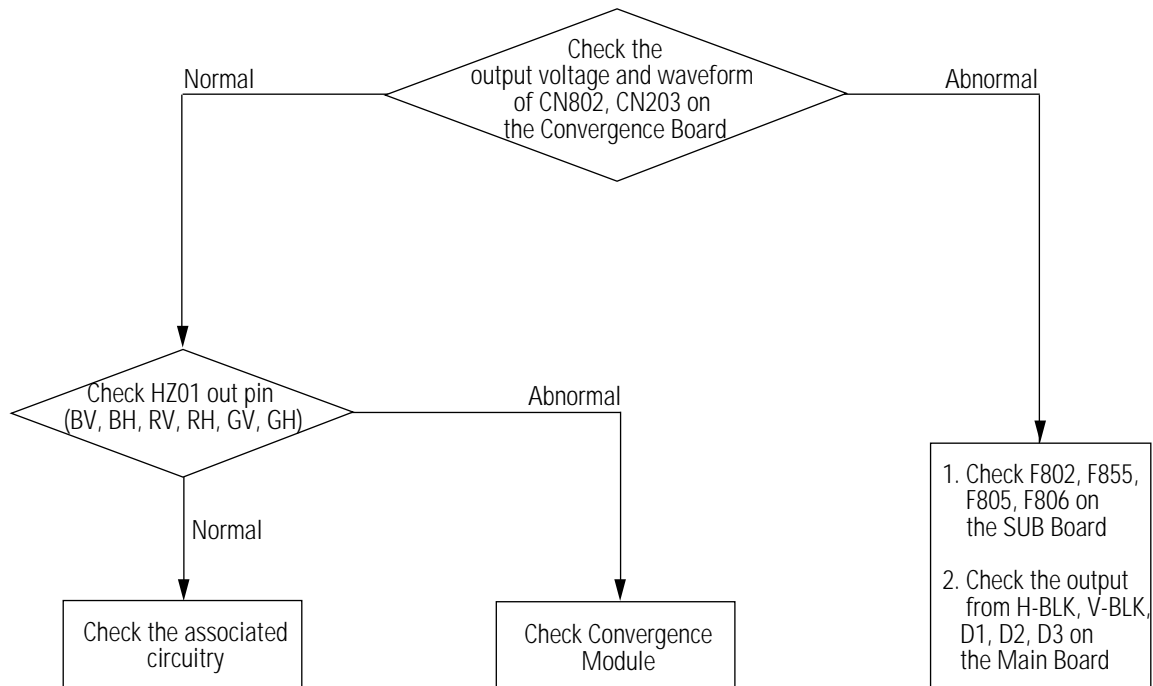 Check the
output voltage and waveform
of CN802, CN203 on
the Convergence Board
Normal
Abnormal
Check HZ01 out pin
(BV, BH, RV, RH, GV, GH)
Abnormal
Normal
Check the associated
circuitry
Check Convergence
Module
1. Check F802, F855,
F805, F806 on
the SUB Board
2. Check the output
from H-BLK, V-BLK,
D1, D2, D3 on
the Main Board